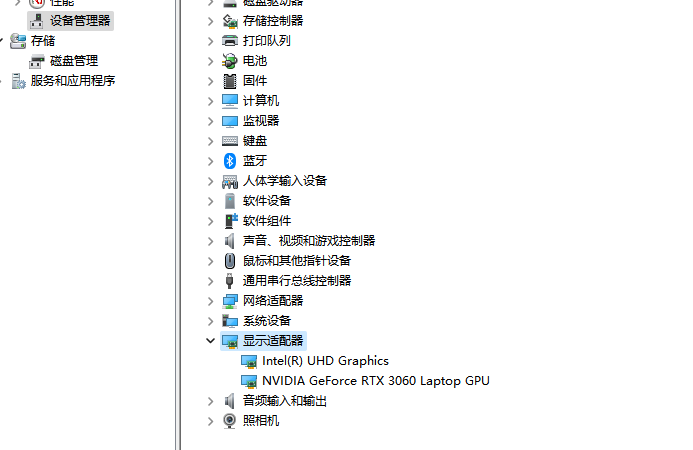 性能
设备管理器
存储
磁盘管理
服务和应用程序
磁盘驱动器
存储控制器
打印队列
电池
固件
计算机
监视器
键盘
蓝牙
人体学输入设备
软件设备
软件组件
声音、视频和游戏控制器
鼠标和其他指针设备
通用串行总线控制器
网络适配器
系统设备
显示适配器
Intel(R) UHD Graphics
NVIDIA GeForce RTX 3060 Laptop GPU
音频输入和输出
照相机